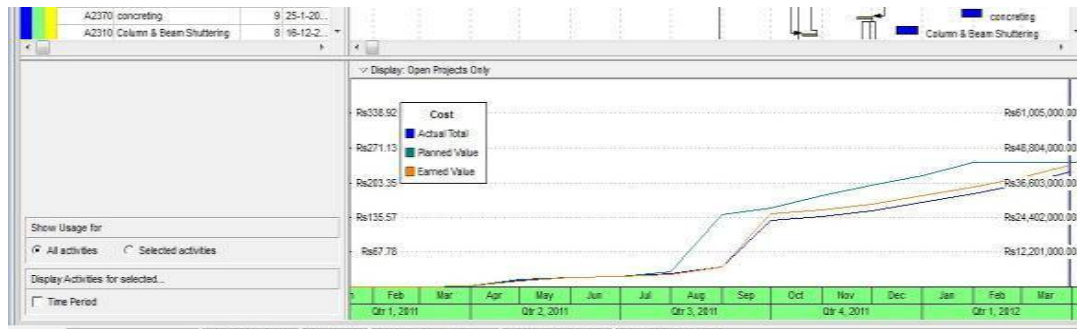 A2370 concreting 9 25-1-20... concreting
A2310 Column & Beam Shuttering 8 16-12-2... Column & Beam Shuttering
Display: Open Projects Only
Rs338.92 Cost Rs61,005,000.00
Actual Total
Rs271.13 Planned Value Rs48,804,000.00
Earned Value
Rs203.35 Rs36,603,000.00
Rs135.57 Rs24,402,000.00
Show Usage for
All activities Selected activities Rs67.78 Rs12,201,000.00
Display Activities for selected...
Time Period
Feb Mar Apr May Jun Jul Aug Sep Oct Nov Dec Jan Feb Mar
Qtr 1, 2011 Qtr 2, 2011 Qtr 3, 2011 Qtr 4, 2011 Qtr 1, 2012